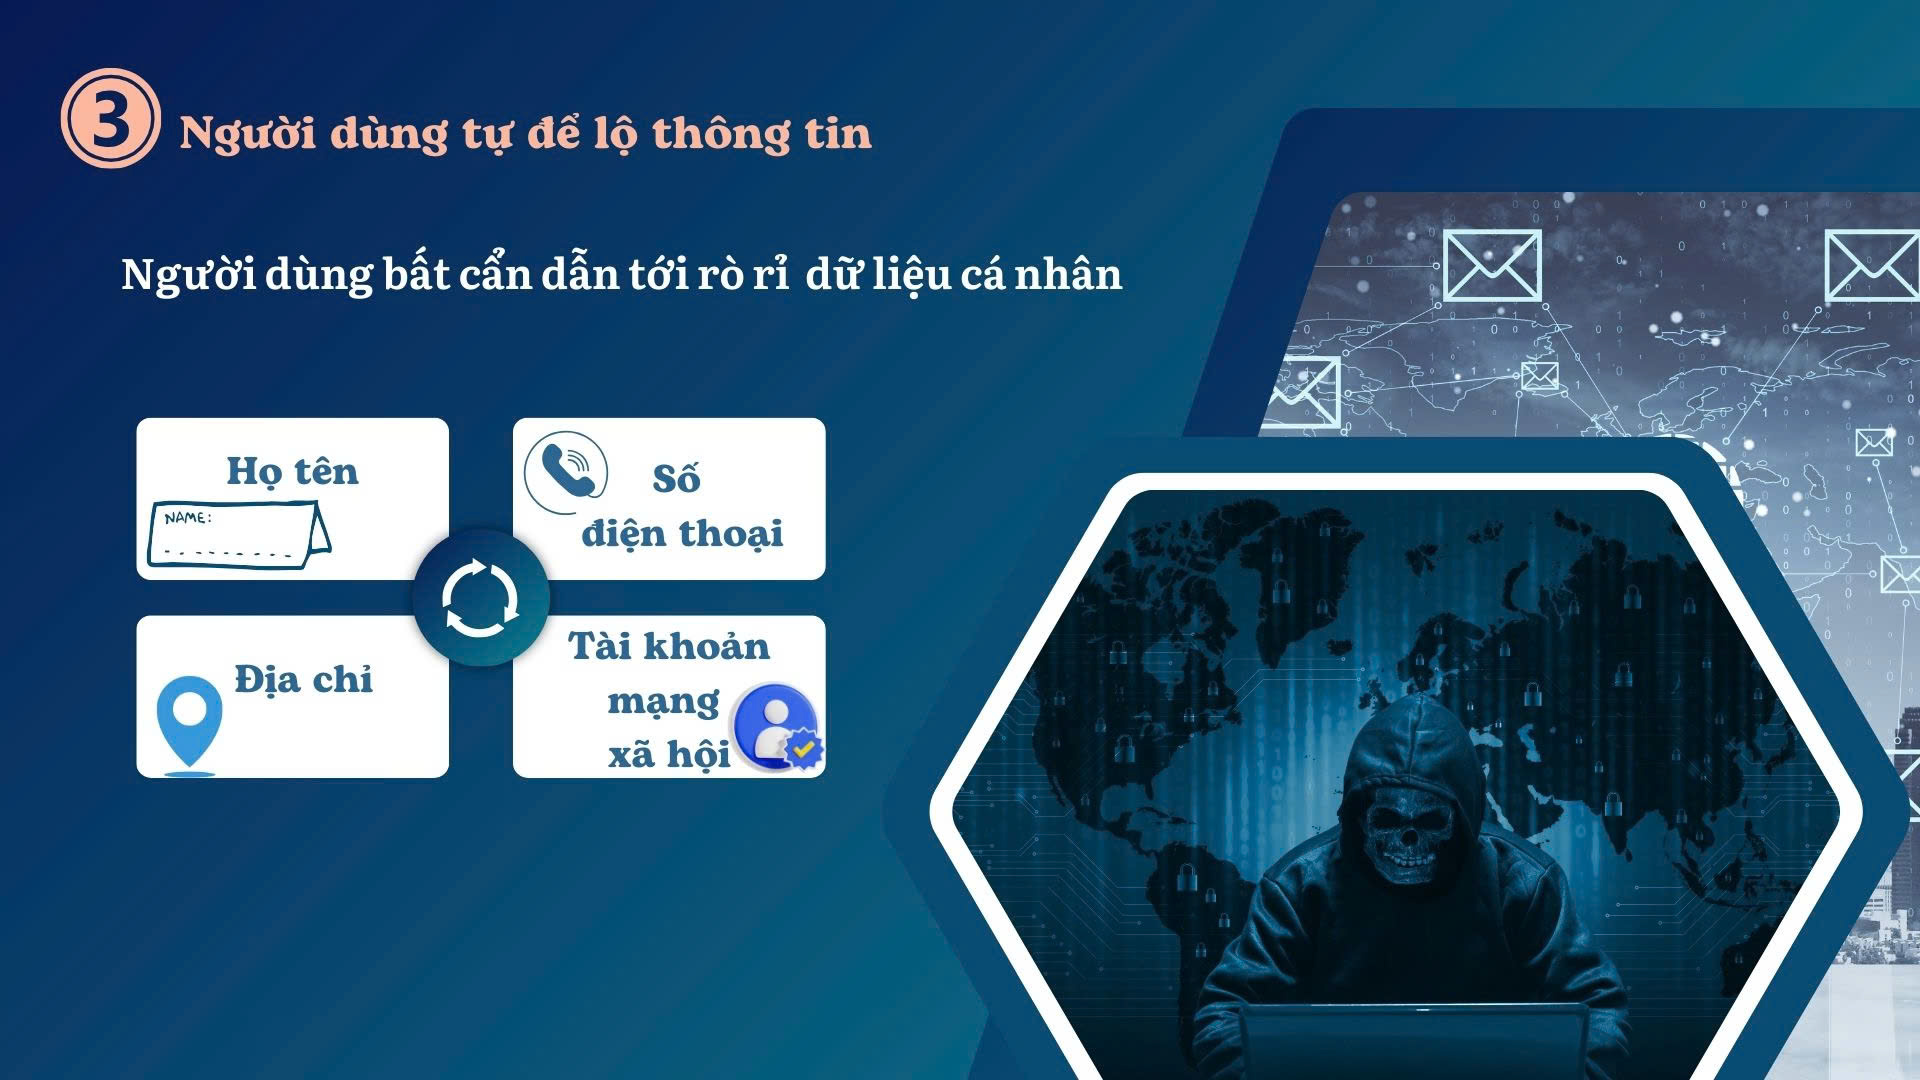 3
Người dùng tự để lộ thông tin
Người dùng bất cẩn dẫn tới rò rỉ dữ liệu cá nhân
Họ tên
NAME:
Số
điện thoại
Địa chỉ
Tài khoản
mạng
xã hội